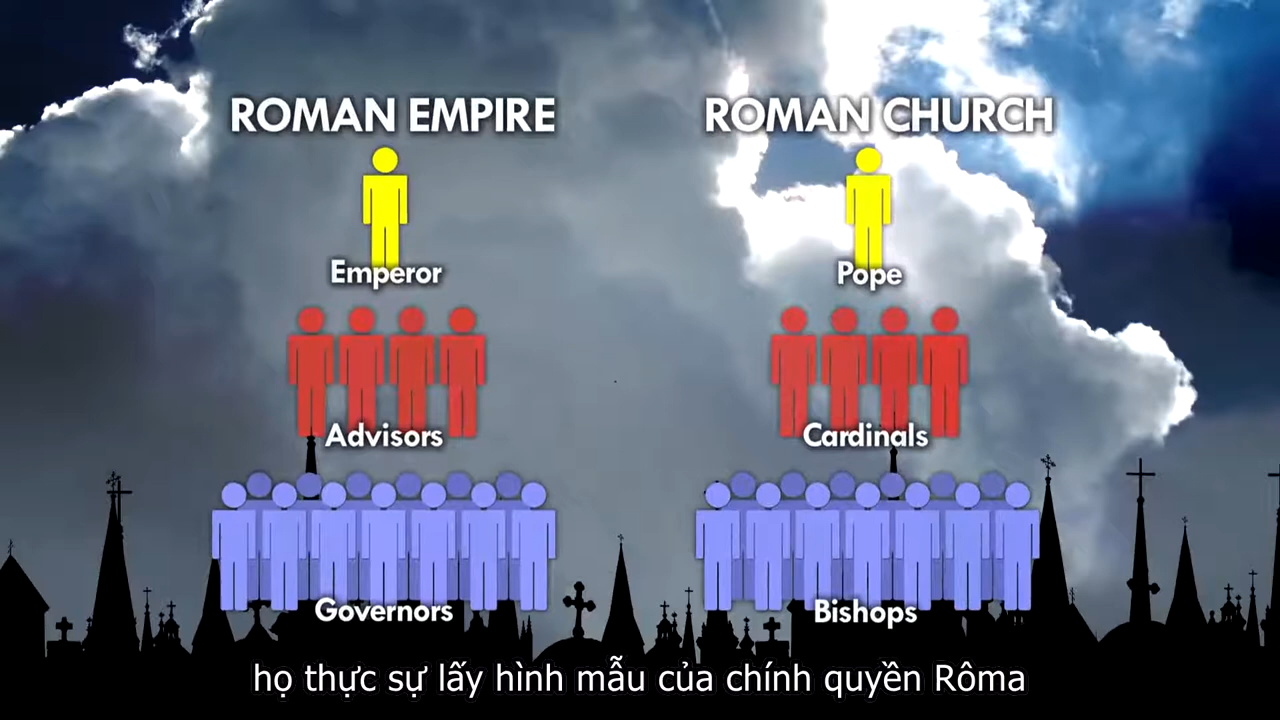 ROMAN EMPIRE
ROMAN CHURCH
Emperor
Pope
Advisors
Cardinals
Governors
Bishops
họ thực sự lấy hình mẫu của chính quyền Rôma